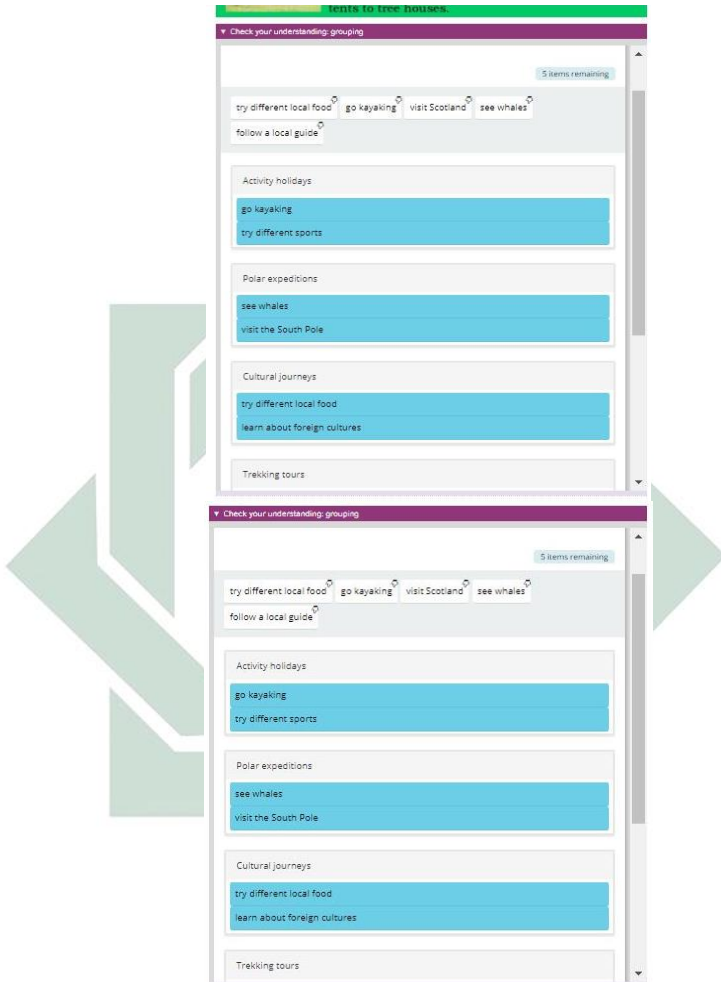 tents to tree houses.
▼ Check your understanding: grouping
5 items remaining
try different local food go kayaking visit Scotland see whales
follow a local guide
Activity holidays
go kayaking
try different sports
Polar expeditions
see whales
visit the South Pole
Cultural journeys
try different local food
learn about foreign cultures
Trekking tours
▼ Check your understanding: grouping
5 items remaining
try different local food go kayaking visit Scotland see whales
follow a local guide
Activity holidays
go kayaking
try different sports
Polar expeditions
see whales
visit the South Pole
Cultural journeys
try different local food
learn about foreign cultures
Trekking tours